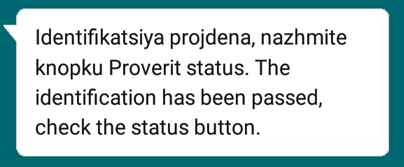 Identifikatsiya projdena, nazhmite
knopku Proverit status. The
identification has been passed,
check the status button.